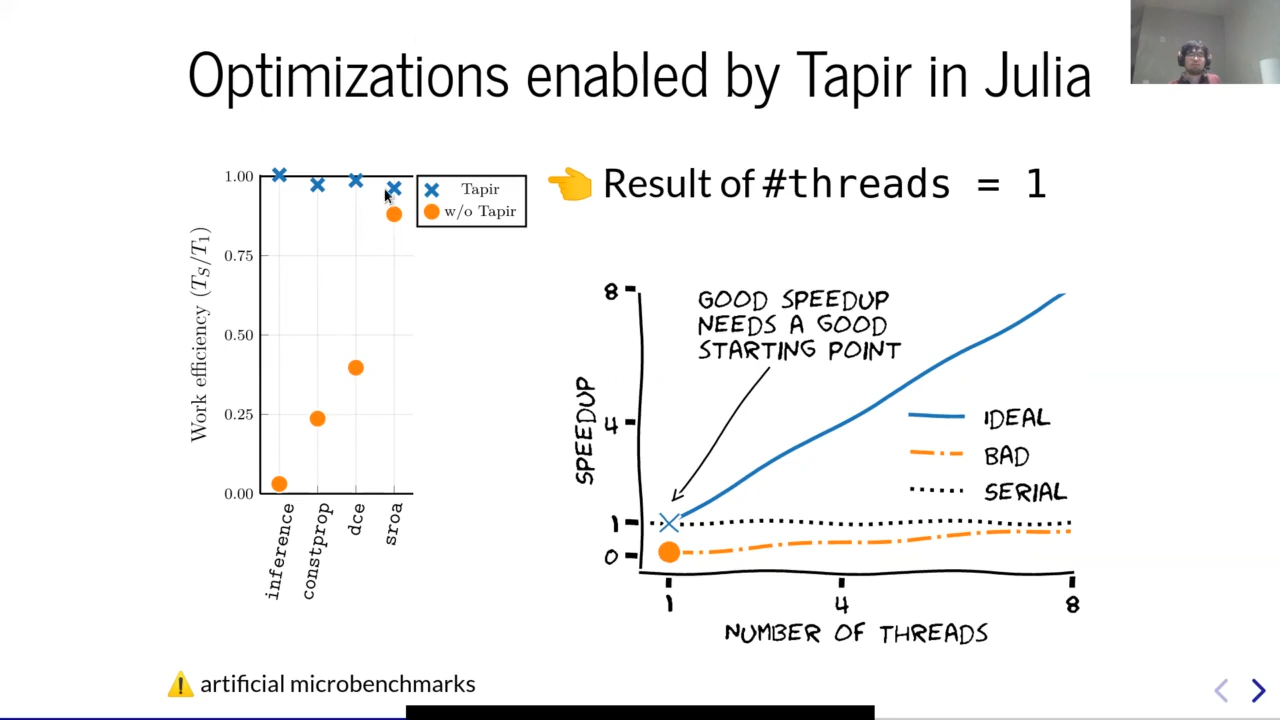 Optimizations enabled by Tapir in Julia
👈 Result of #threads = 1
1.00
0.75
0.50
0.25
0.00
Work efficiency (T_S/T_1)
Tapir
w/o Tapir
inference
constprop
dce
sroa
8
4
1
0
SPEEDUP
GOOD SPEEDUP
NEEDS A GOOD
STARTING POINT
IDEAL
BAD
SERIAL
1
4
8
NUMBER OF THREADS
⚠️ artificial microbenchmarks